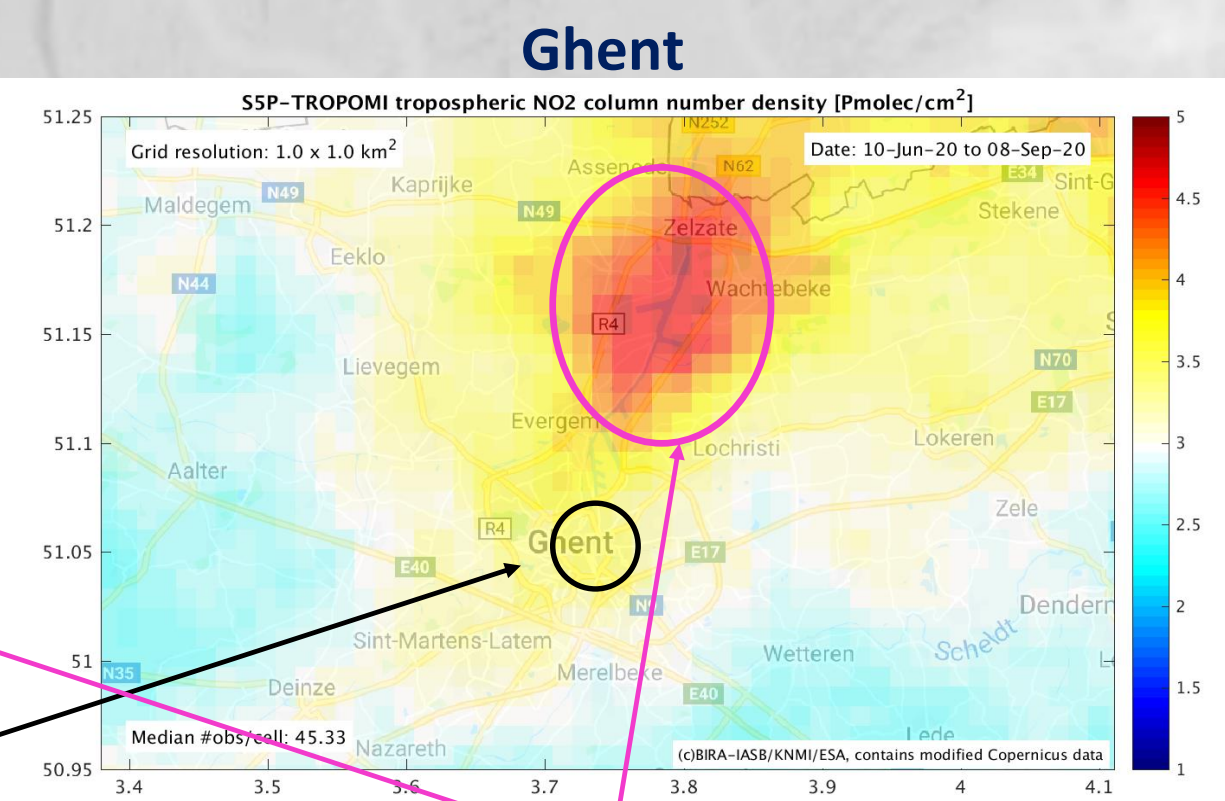 Ghent
S5P-TROPOMI tropospheric NO2 column number density [Pmolec/cm²]
51.25
51.2
51.15
51.1
51.05
51
50.95
Grid resolution: 1.0 x 1.0 km²
Date: 10-Jun-20 to 08-Sep-20
N252
N62
E34
Assenede
Kaprijke
N49
Maldegem
N49
Sint-G
Stekene
Zelzate
Eeklo
N44
Wachtebeke
R4
Lievegem
N70
E17
Evergem
Lochristi
Lokeren
Aalter
Zele
R4
Ghent
E17
E40
Dendern
Sint-Martens-Latem
Wetteren
Scheldt
Merelbeke
N35
Deinze
E40
Lede
Nazareth
Median #obs/cell: 45.33
(c)BIRA-IASB/KNMI/ESA, contains modified Copernicus data
3.4 3.5 3.6 3.7 3.8 3.9 4 4.1
5
4.5
4
3.5
3
2.5
2
1.5
1